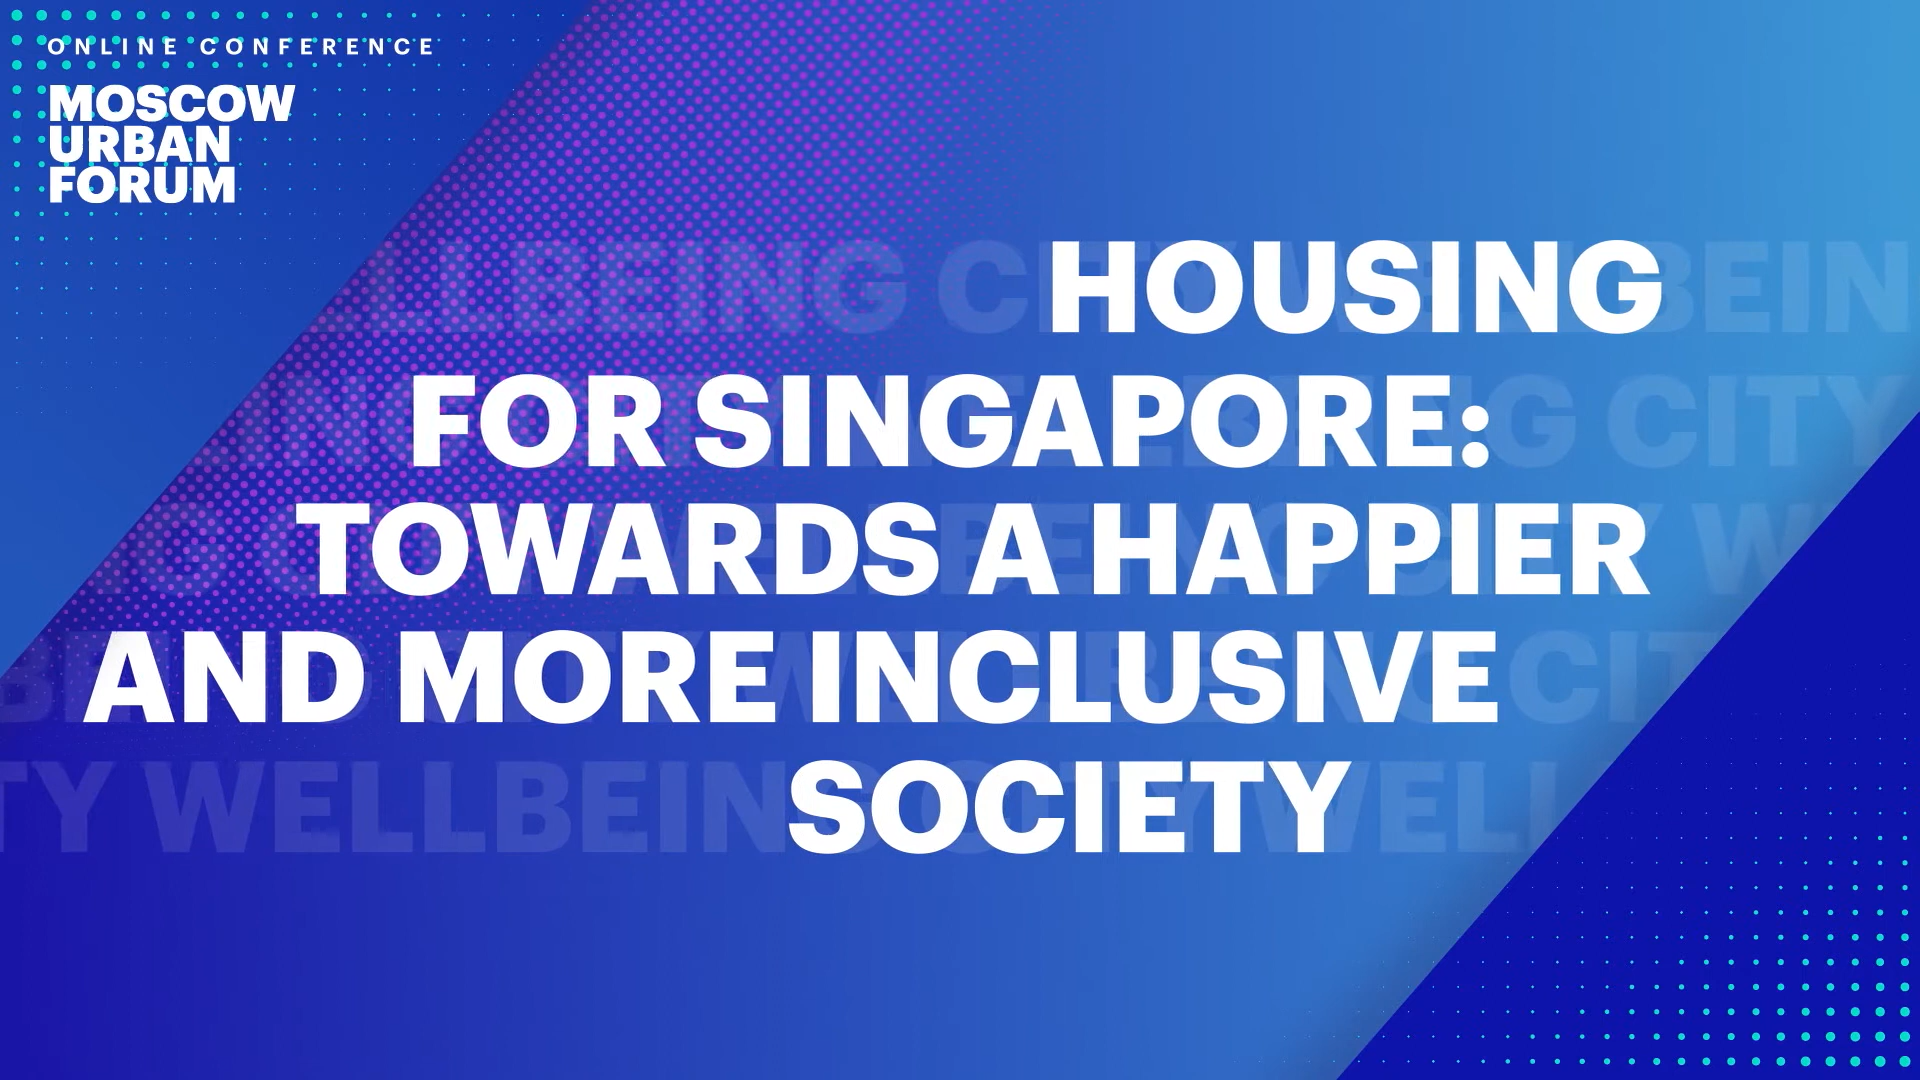 ONLINE CONFERENCE
MOSCOW
URBAN
FORUM
HOUSING
FOR SINGAPORE:
TOWARDS A HAPPIER
AND MORE INCLUSIVE
SOCIETY